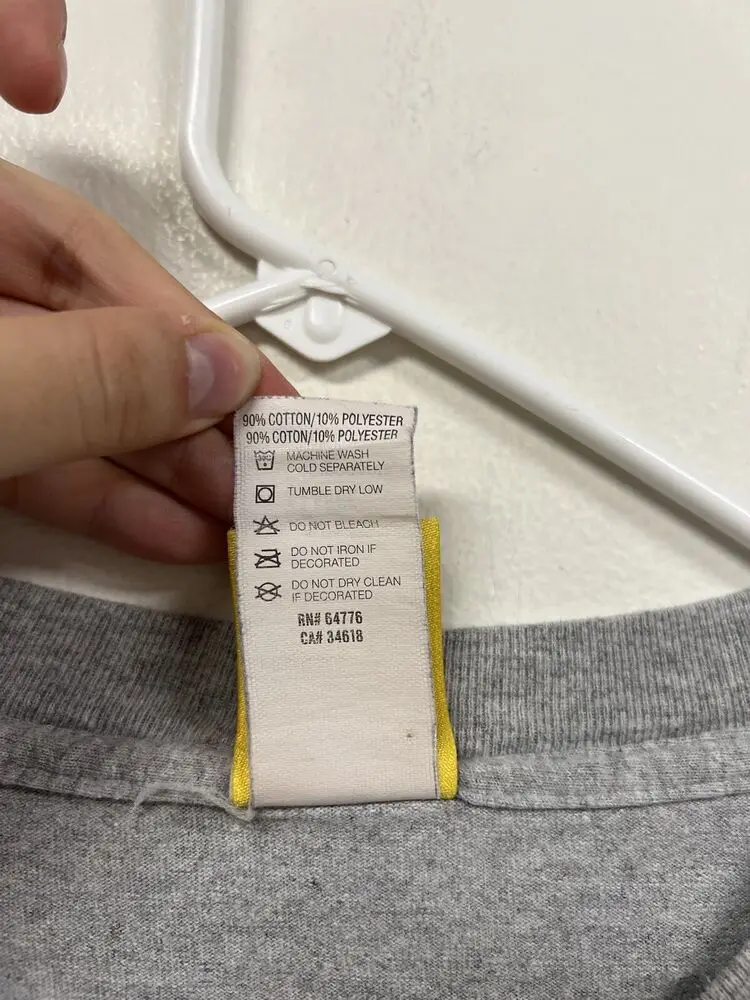 90% COTTON/10% POLYESTER
90% COTON/10% POLYESTER
MACHINE WASH
COLD SEPARATELY
TUMBLE DRY LOW
DO NOT BLEACH
DO NOT IRON IF
DECORATED
DO NOT DRY CLEAN
IF DECORATED
RN# 64776
CA# 34618